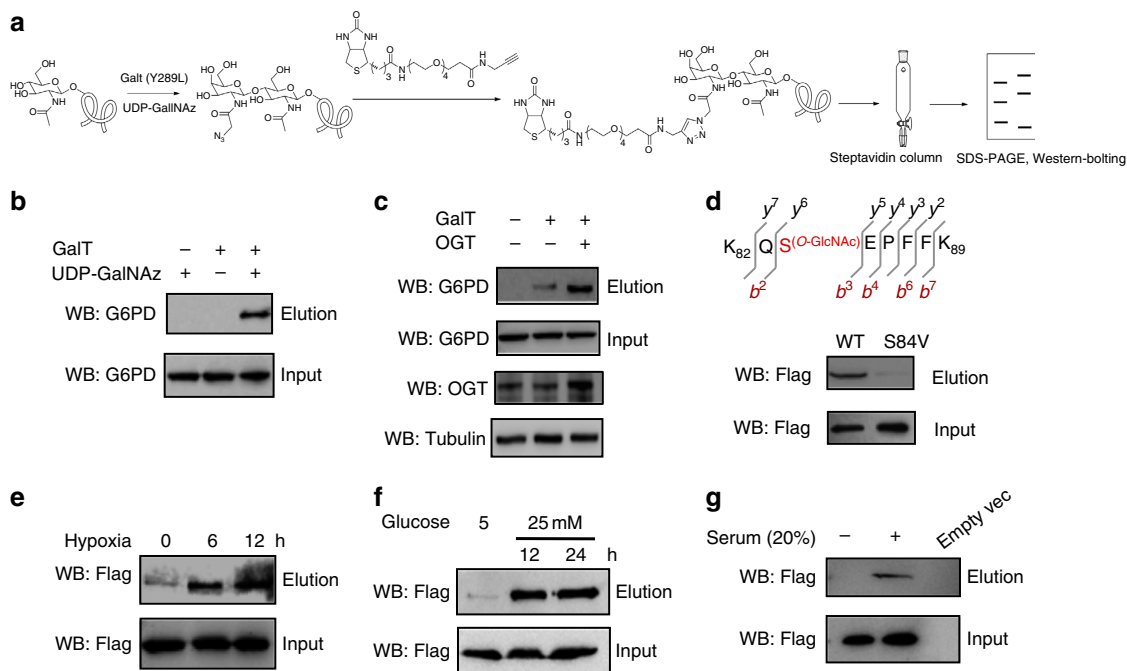 a
Galt (Y289L)
UDP-GallNAz
Steptavidin column
SDS-PAGE, Western-bolting
b
GalT – + +
UDP-GalNAz + – +
WB: G6PD Elution
WB: G6PD Input
c
GalT – + +
OGT – – +
WB: G6PD Elution
WB: G6PD Input
WB: OGT
WB: Tubulin
d
y7 y6 y5 y4 y3 y2
K82 Q S(O-GlcNAc) E P F F K89
b2 b3 b4 b6 b7
WT S84V
WB: Flag Elution
WB: Flag Input
e
Hypoxia 0 6 12 h
WB: Flag Elution
WB: Flag Input
f
Glucose 5 25 mM
12 24 h
WB: Flag Elution
WB: Flag Input
g
Serum (20%) – + Empty vec
WB: Flag Elution
WB: Flag Input